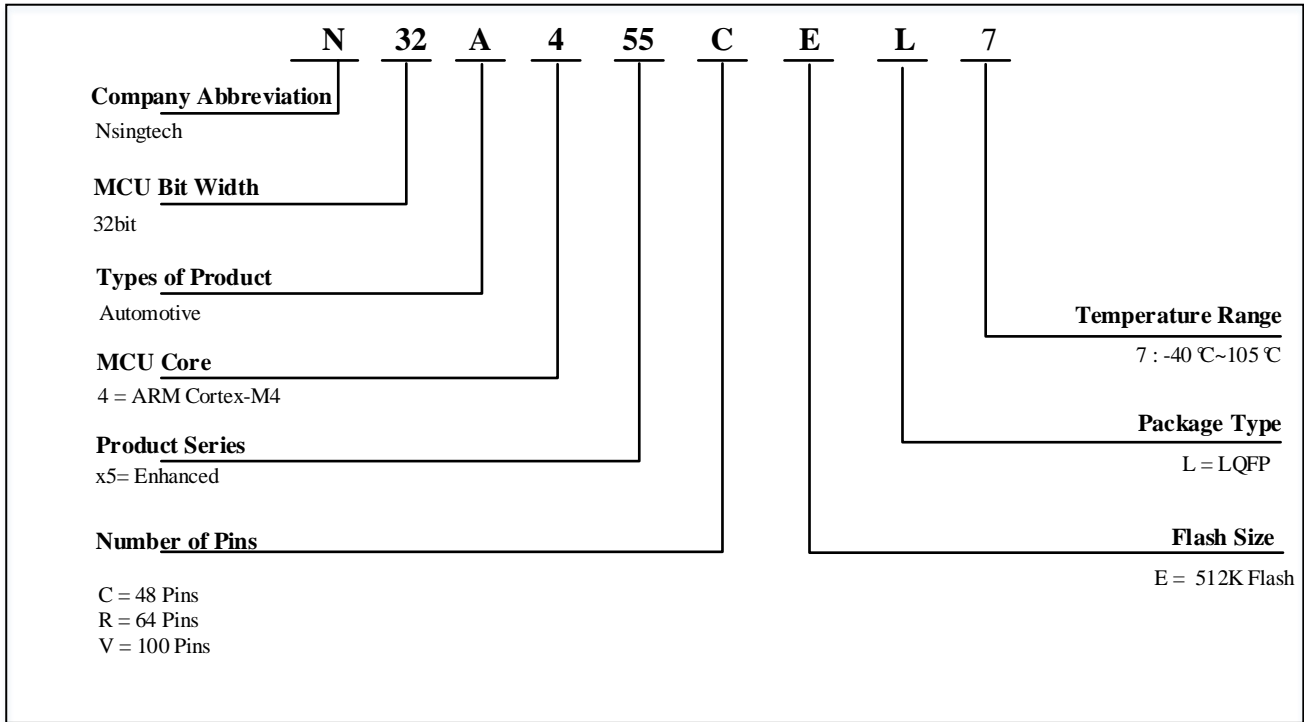 N 32 A 4 55 C E L 7
Company Abbreviation
Nsingtech
MCU Bit Width
32bit
Types of Product
Automotive
MCU Core
4 = ARM Cortex-M4
Product Series
x5= Enhanced
Number of Pins
C = 48 Pins
R = 64 Pins
V = 100 Pins
Temperature Range
7 : -40 ℃~105 ℃
Package Type
L = LQFP
Flash Size
E = 512K Flash